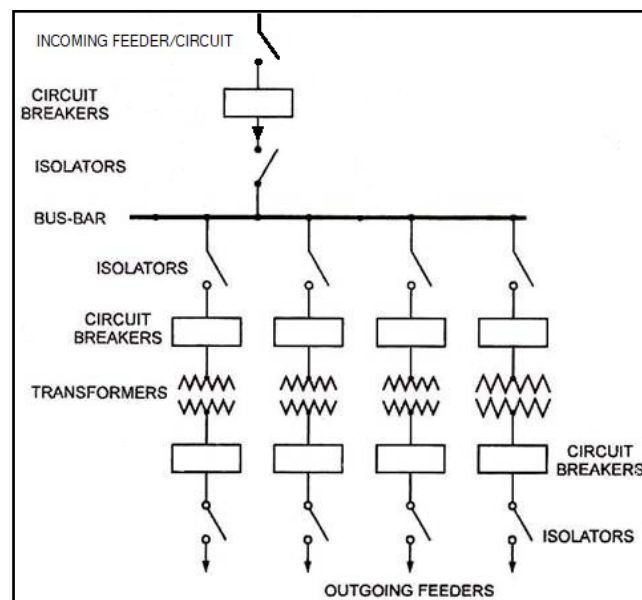 INCOMING FEEDER/CIRCUIT
CIRCUIT
BREAKERS
ISOLATORS
BUS-BAR
ISOLATORS
CIRCUIT
BREAKERS
TRANSFORMERS
CIRCUIT
BREAKERS
ISOLATORS
OUTGOING FEEDERS